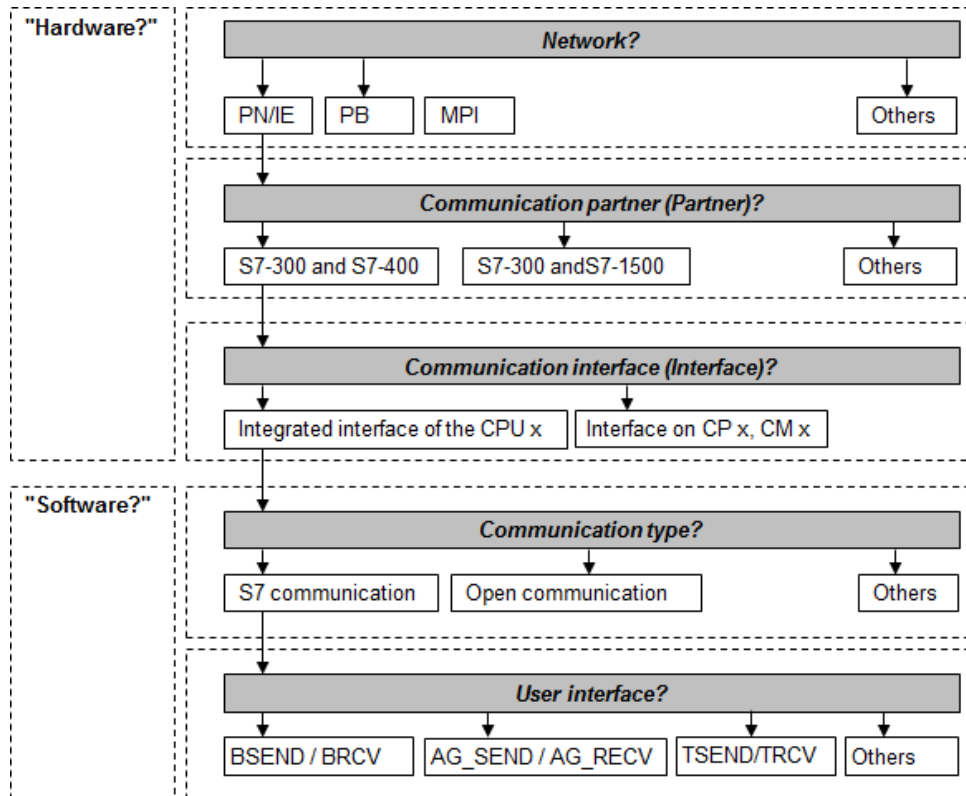 "Hardware?"
Network?
PN/IE PB MPI Others
Communication partner (Partner)?
S7-300 and S7-400 S7-300 andS7-1500 Others
Communication interface (Interface)?
Integrated interface of the CPU x Interface on CP x, CM x
"Software?"
Communication type?
S7 communication Open communication Others
User interface?
BSEND / BRCV AG_SEND / AG_RECV TSEND/TRCV Others